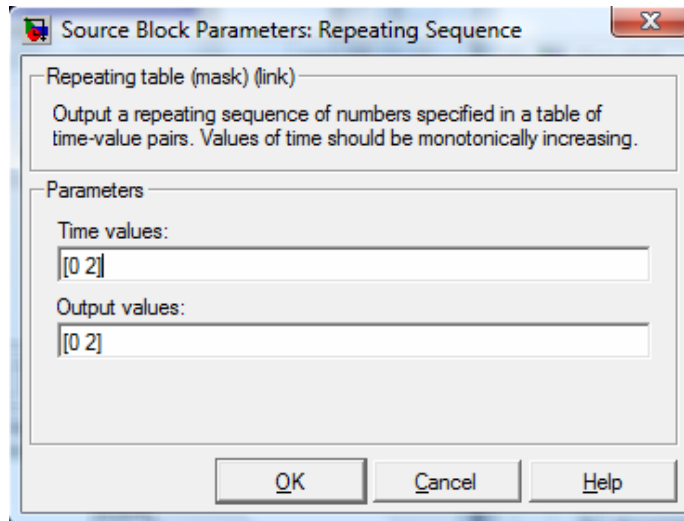 Source Block Parameters: Repeating Sequence
Repeating table (mask) (link)
Output a repeating sequence of numbers specified in a table of
time-value pairs. Values of time should be monotonically increasing.
Parameters
Time values:
[0 2]
Output values:
[0 2]
OK Cancel Help